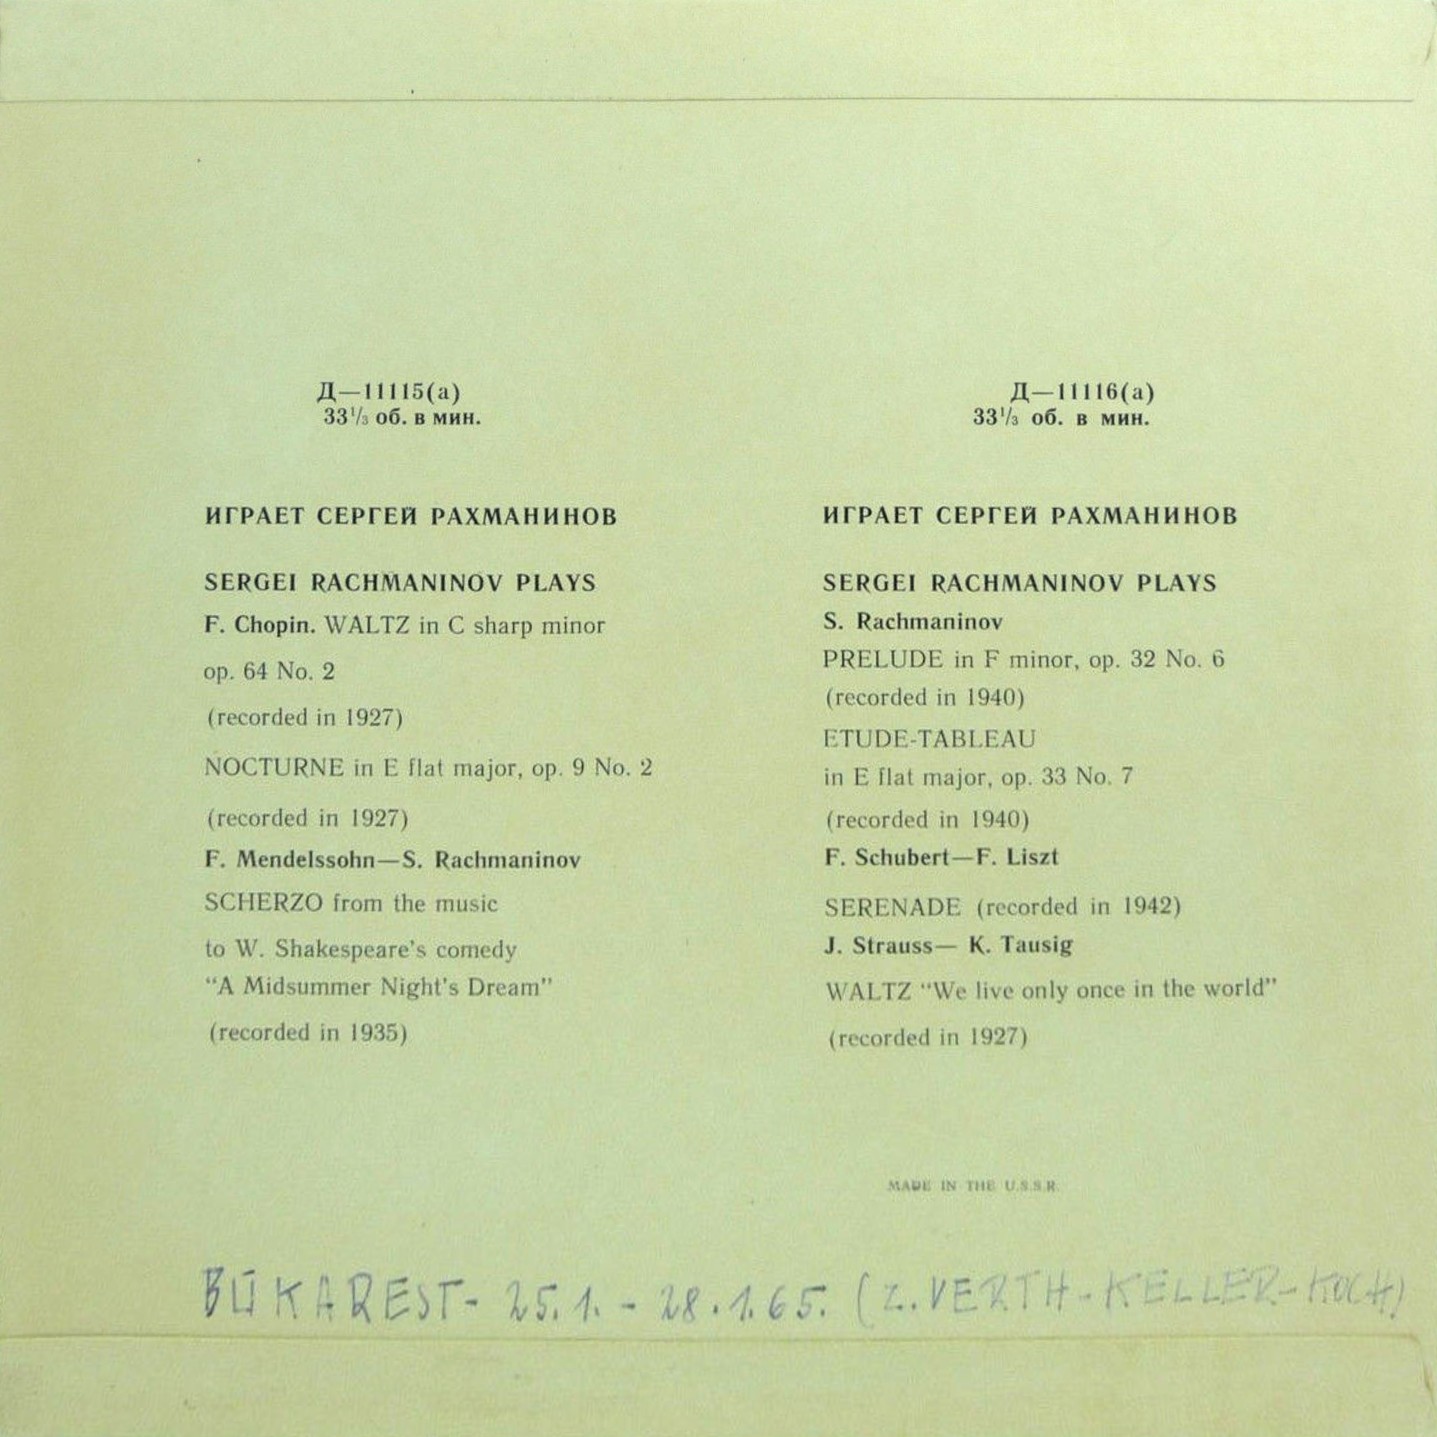 Д—11115(а)
33⅓ об. в мин.
ИГРАЕТ СЕРГЕЙ РАХМАНИНОВ
SERGEI RACHMANINOV PLAYS
F. Chopin. WALTZ in C sharp minor
op. 64 No. 2
(recorded in 1927)
NOCTURNE in E flat major, op. 9 No. 2
(recorded in 1927)
F. Mendelssohn—S. Rachmaninov
SCHERZO from the music
to W. Shakespeare's comedy
“A Midsummer Night's Dream”
(recorded in 1935)
Д—11116(а)
33⅓ об. в мин.
ИГРАЕТ СЕРГЕЙ РАХМАНИНОВ
SERGEI RACHMANINOV PLAYS
S. Rachmaninov
PRELUDE in F minor, op. 32 No. 6
(recorded in 1940)
ETUDE-TABLEAU
in E flat major, op. 33 No. 7
(recorded in 1940)
F. Schubert—F. Liszt
SERENADE (recorded in 1942)
J. Strauss— K. Tausig
WALTZ “We live only once in the world”
(recorded in 1927)
MADE IN THE U.S.S.R.
BŪKAREST - 25.1. - 28.1.65. (Z. VERTH - KELLER - KOCH)